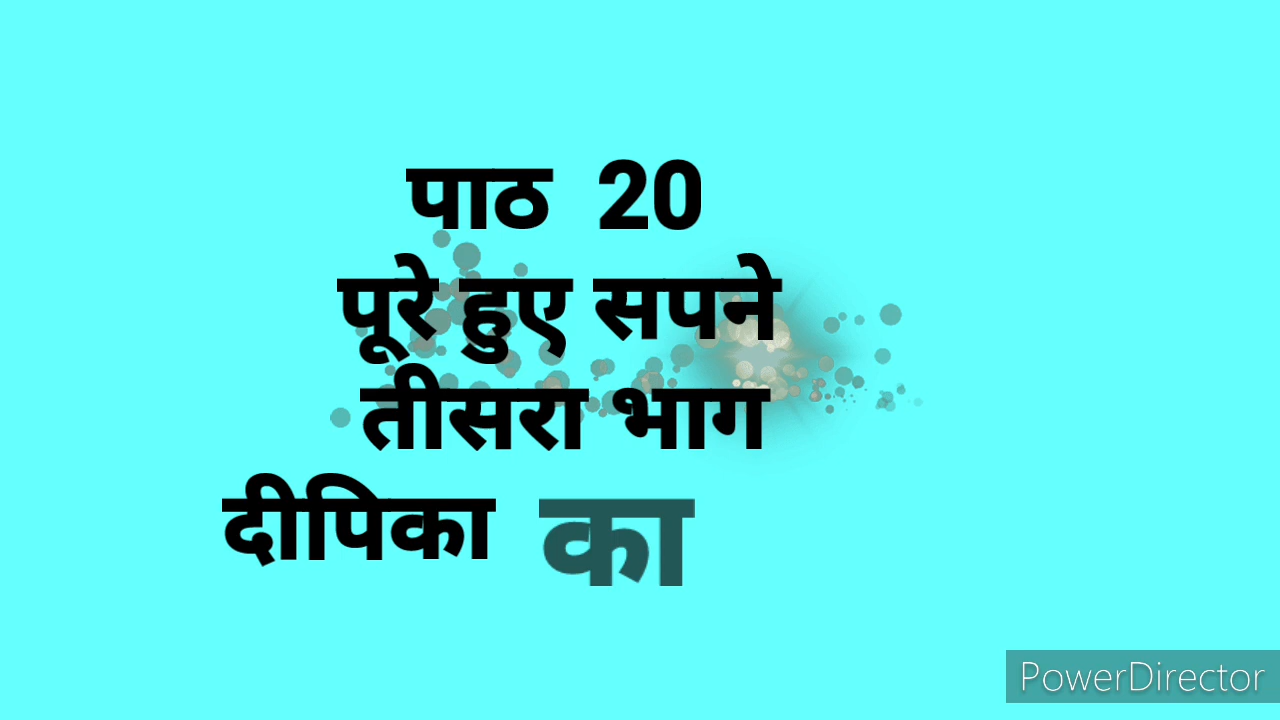 पाठ 20
पूरे हुए सपने
तीसरा भाग
दीपिका का
PowerDirector